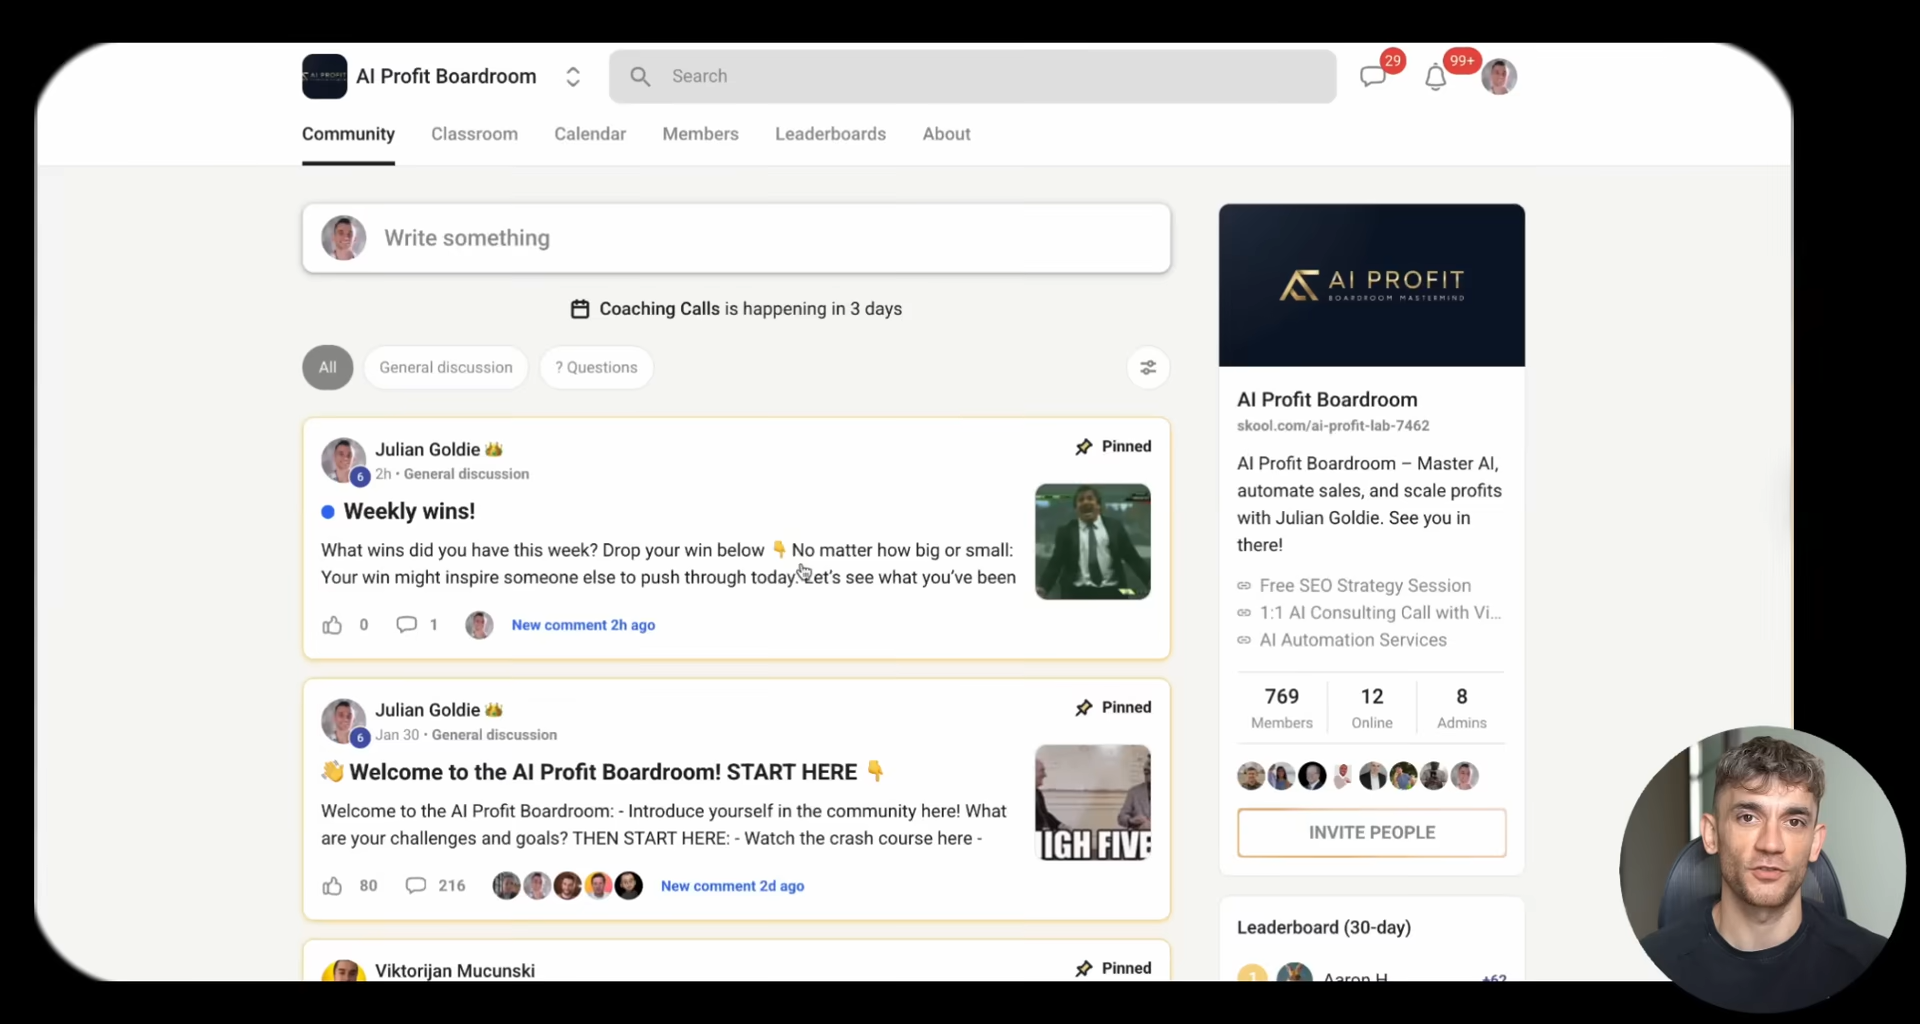 AI PROFIT
AI Profit Boardroom
Search
29
99+
Community
Classroom
Calendar
Members
Leaderboards
About
Write something
Coaching Calls is happening in 3 days
All
General discussion
? Questions
Julian Goldie
6
2h • General discussion
Pinned
Weekly wins!
What wins did you have this week? Drop your win below 👇 No matter how big or small:
Your win might inspire someone else to push through today. Let's see what you've been
0
1
New comment 2h ago
Julian Goldie
6
Jan 30 • General discussion
Pinned
👋 Welcome to the AI Profit Boardroom! START HERE 👇
Welcome to the AI Profit Boardroom: - Introduce yourself in the community here! What
are your challenges and goals? THEN START HERE: - Watch the crash course here -
HIGH FIVE
80
216
New comment 2d ago
Viktorijan Mucunski
Pinned
AI PROFIT
BOARDROOM MASTERMIND
AI Profit Boardroom
skool.com/ai-profit-lab-7462
AI Profit Boardroom – Master AI,
automate sales, and scale profits
with Julian Goldie. See you in
there!
Free SEO Strategy Session
1:1 AI Consulting Call with Vi...
AI Automation Services
769
Members
12
Online
8
Admins
INVITE PEOPLE
Leaderboard (30-day)
1
Aaron H
+62